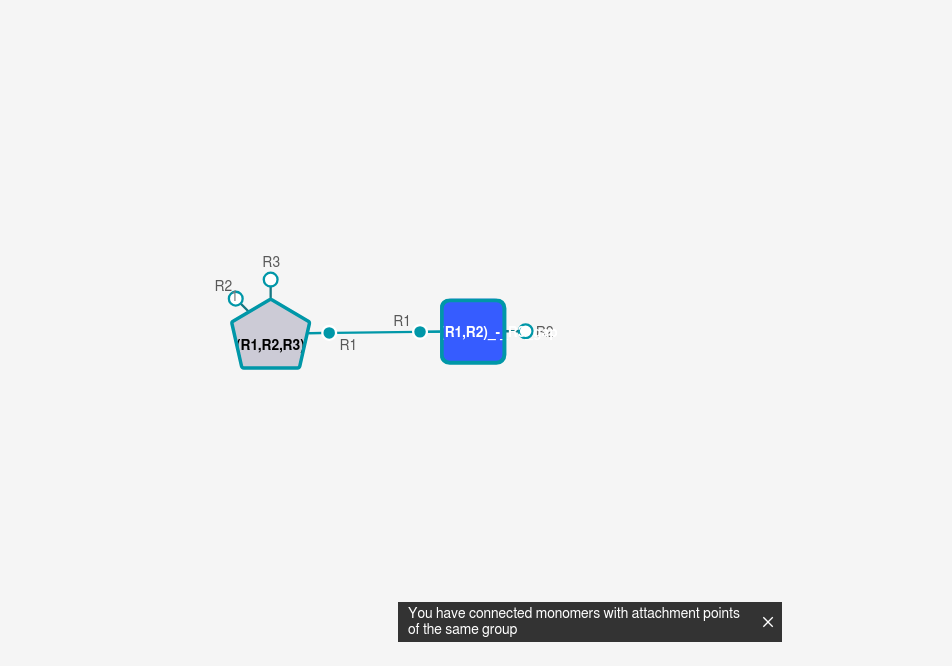 R3
R2
R1
R1,R2)_-_
(R1,R2,R3)
R1
You have connected monomers with attachment points
of the same group